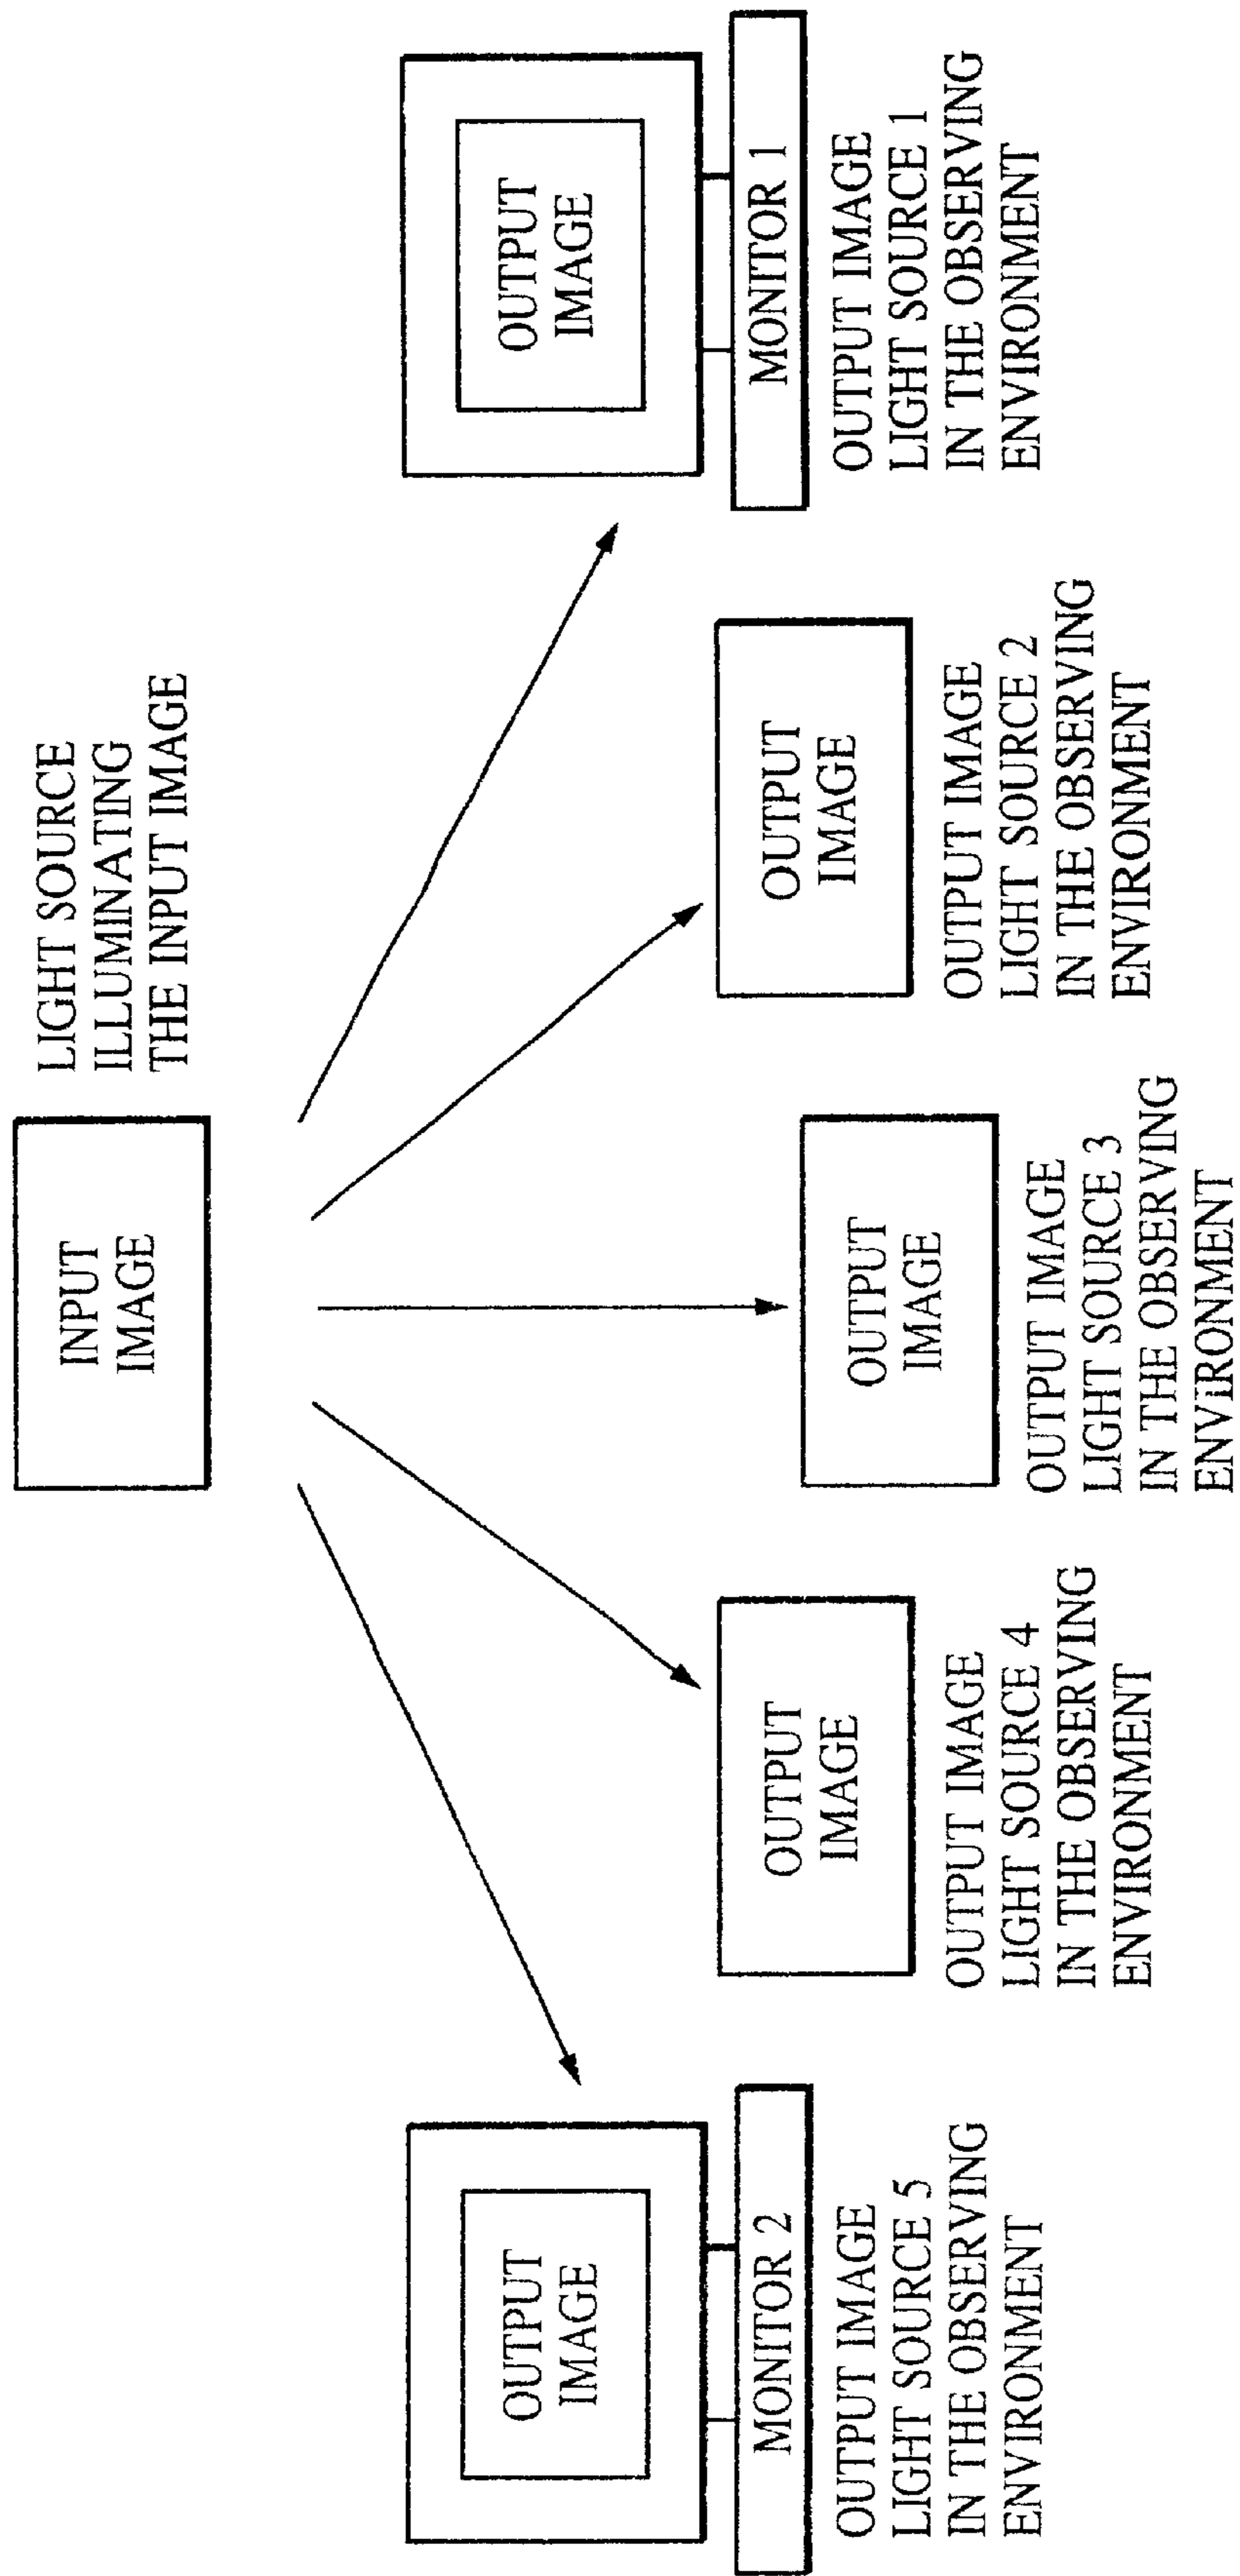 INPUT
IMAGE
LIGHT SOURCE
ILLUMINATING
THE INPUT IMAGE
OUTPUT
IMAGE
MONITOR 2
OUTPUT IMAGE
LIGHT SOURCE 5
IN THE OBSERVING
ENVIRONMENT
OUTPUT
IMAGE
OUTPUT IMAGE
LIGHT SOURCE 4
IN THE OBSERVING
ENVIRONMENT
OUTPUT
IMAGE
OUTPUT IMAGE
LIGHT SOURCE 3
IN THE OBSERVING
ENVIRONMENT
OUTPUT
IMAGE
OUTPUT IMAGE
LIGHT SOURCE 2
IN THE OBSERVING
ENVIRONMENT
OUTPUT
IMAGE
MONITOR 1
OUTPUT IMAGE
LIGHT SOURCE 1
IN THE OBSERVING
ENVIRONMENT